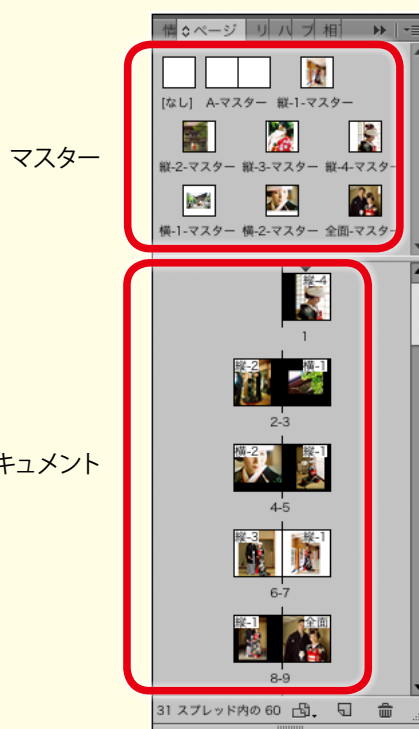 情 ページ リ ハ ブ 相
[なし] A-マスター 縦-1-マスター
マスター
縦-2-マスター 縦-3-マスター 縦-4-マスター
横-1-マスター 横-2-マスター 全面-マスター
縦-4
1
縦-2 横-1
2-3
キュメント
横-2 縦-1
4-5
縦-3 縦-1
6-7
縦-1 全面
8-9
31 スプレッド内の 60